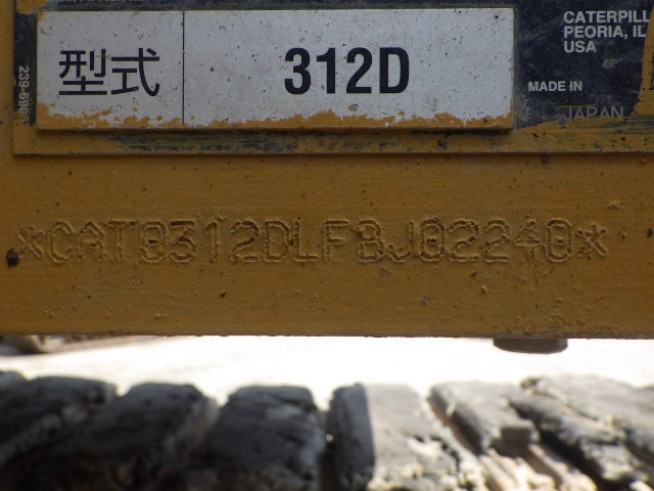 CATERPILL
PEORIA, IL
USA
型式 312D
MADE IN
JAPAN
*CAT0312DLFBJ02240*